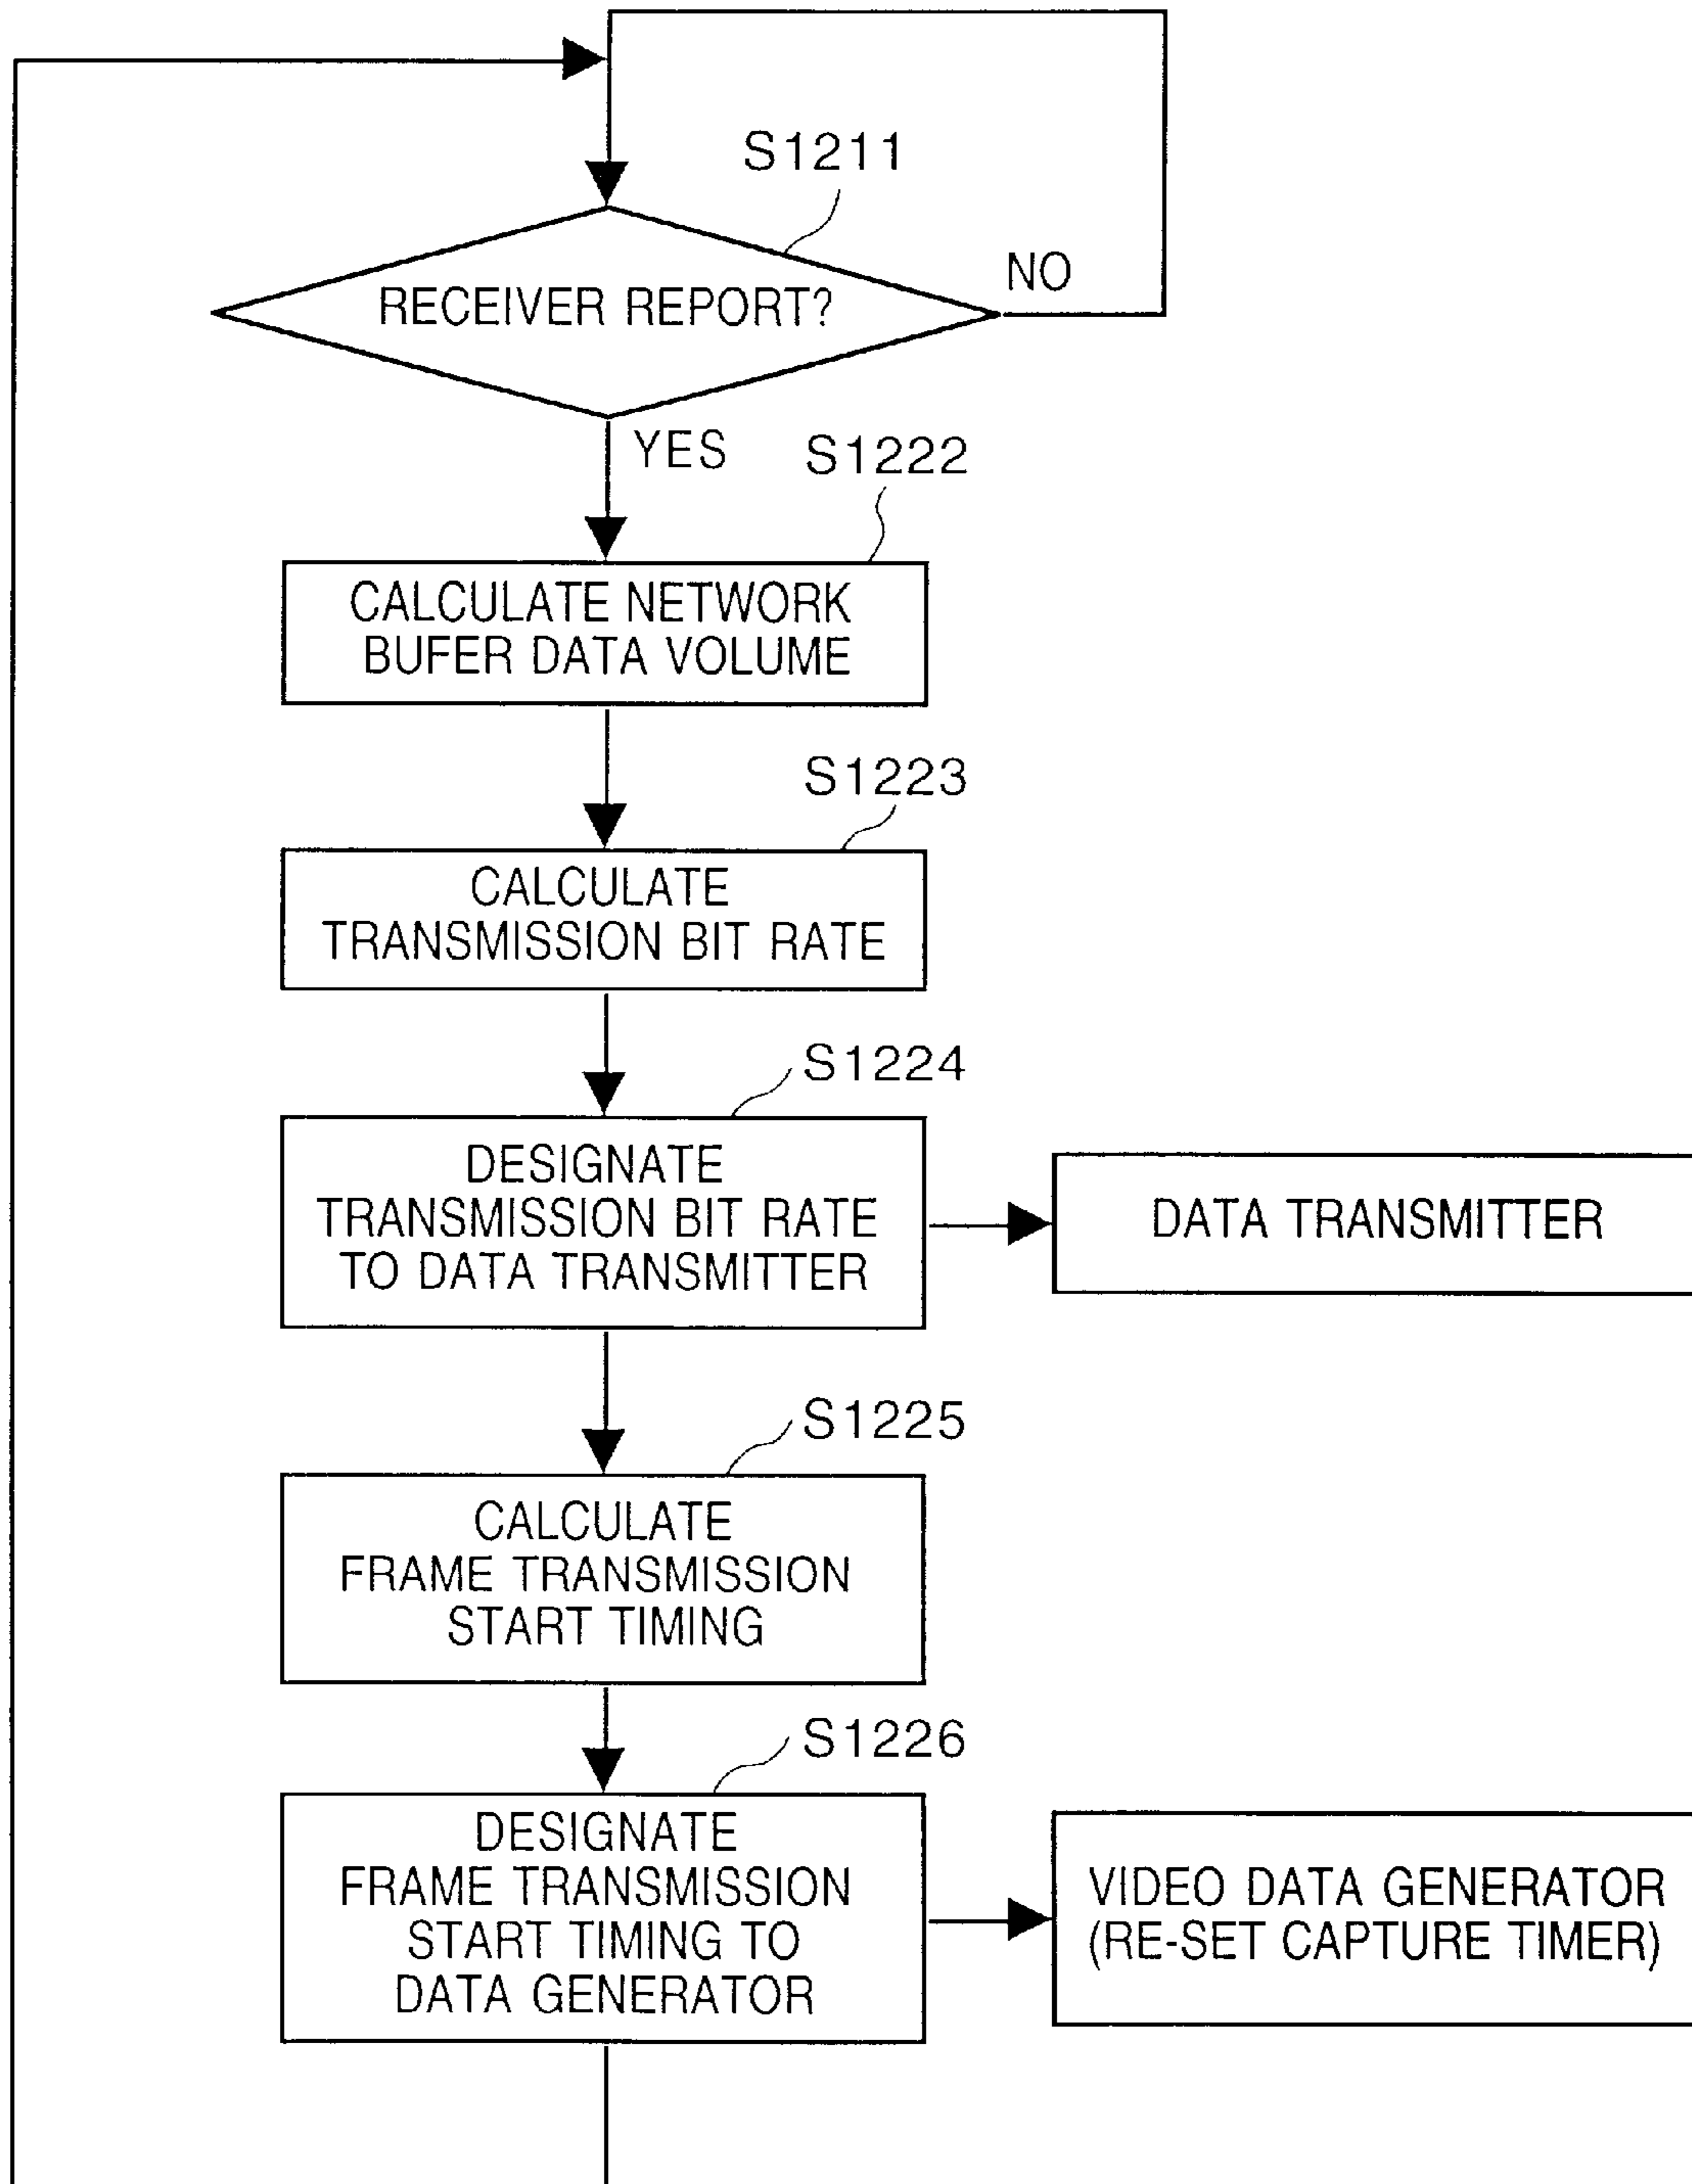 S1211
RECEIVER REPORT?
NO
YES
S1222
CALCULATE NETWORK
BUFER DATA VOLUME
S1223
CALCULATE
TRANSMISSION BIT RATE
S1224
DESIGNATE
TRANSMISSION BIT RATE
TO DATA TRANSMITTER
DATA TRANSMITTER
S1225
CALCULATE
FRAME TRANSMISSION
START TIMING
S1226
DESIGNATE
FRAME TRANSMISSION
START TIMING TO
DATA GENERATOR
VIDEO DATA GENERATOR
(RE-SET CAPTURE TIMER)